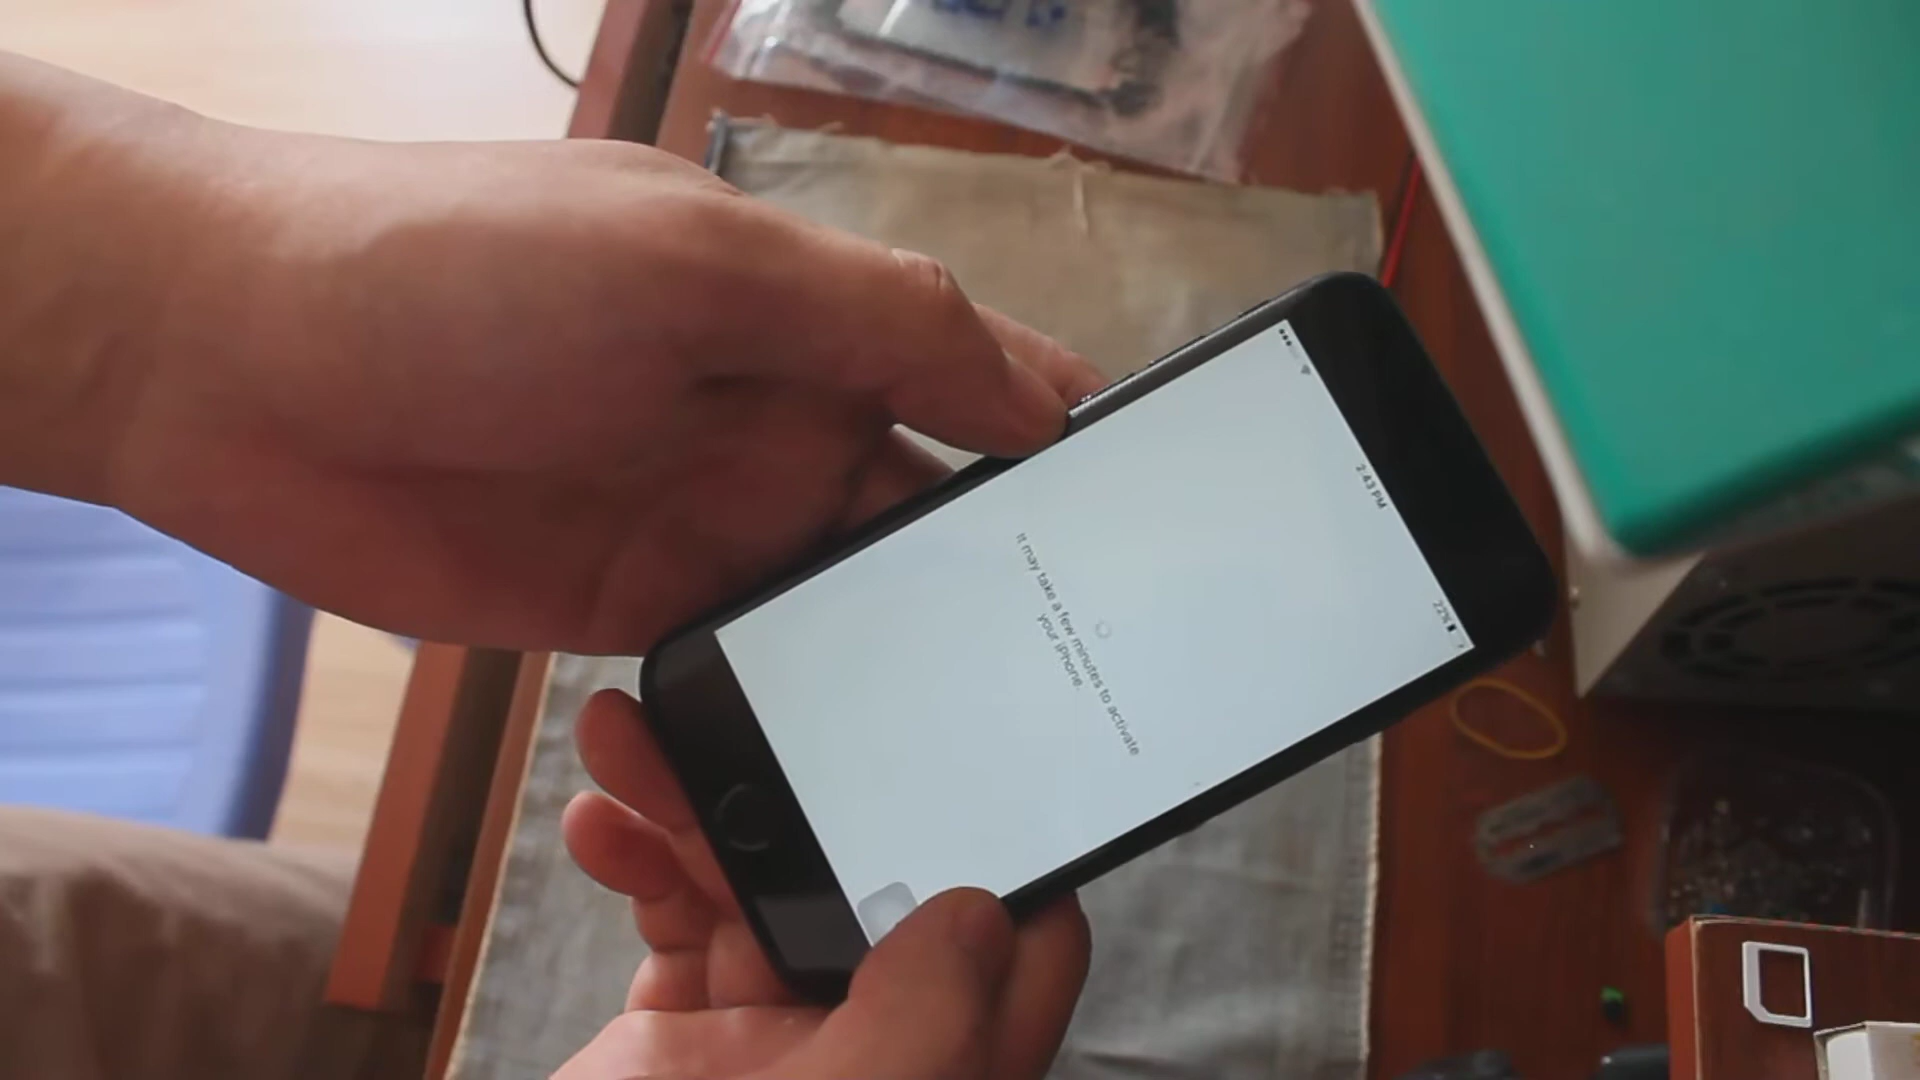 2:43 PM
22%
It may take a few minutes to activate
your iPhone.